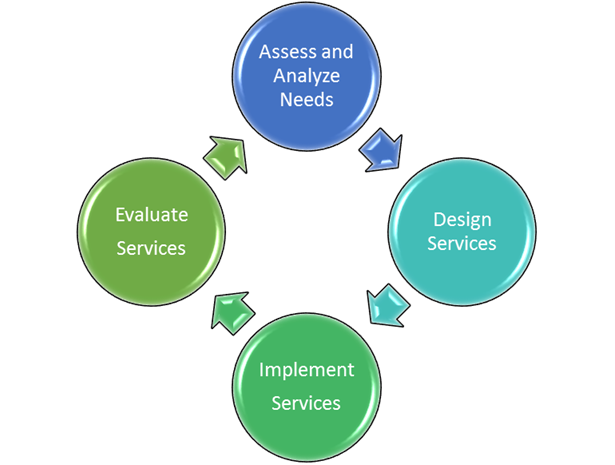 Assess and
Analyze
Needs
Design
Services
Implement
Services
Evaluate
Services